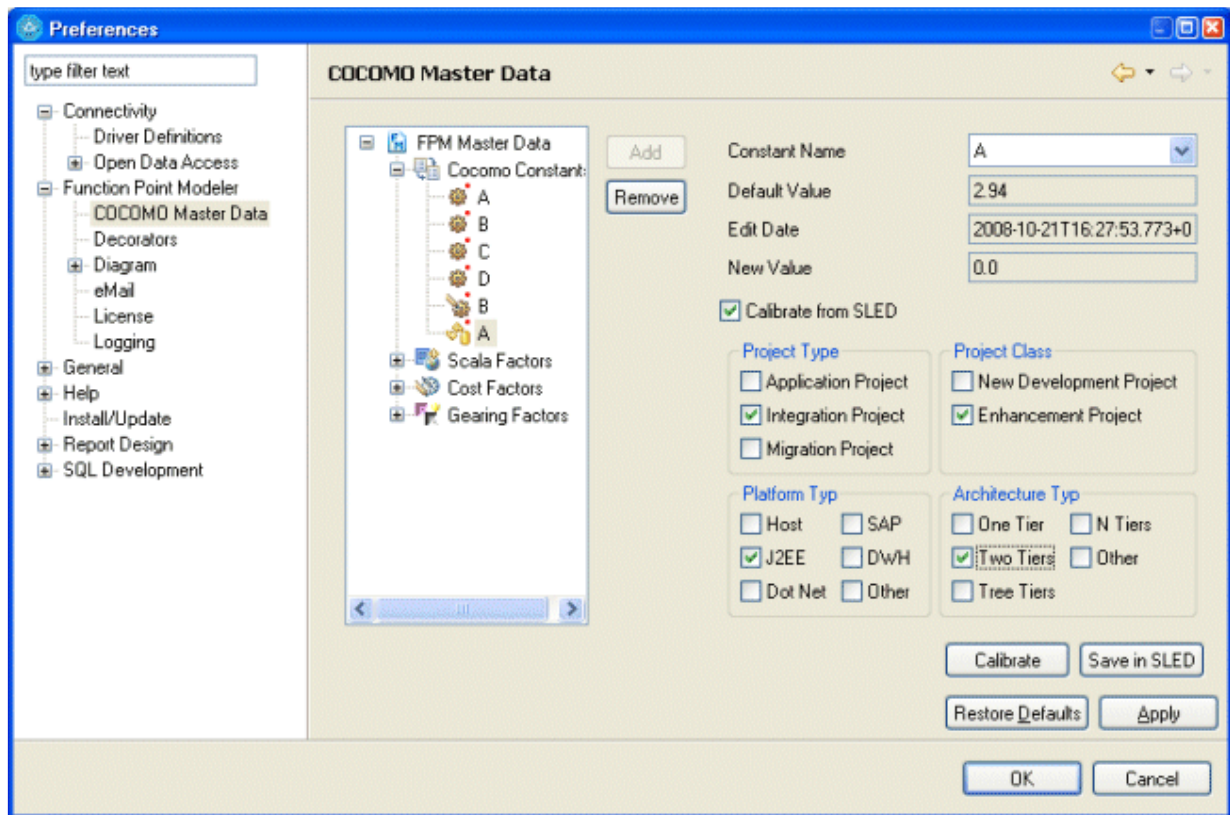 Preferences
type filter text
Connectivity
Driver Definitions
Open Data Access
Function Point Modeler
COCOMO Master Data
Decorators
Diagram
eMail
License
Logging
General
Help
Install/Update
Report Design
SQL Development
COCOMO Master Data
FPM Master Data
Cocomo Constant
A
B
C
D
B
A
Scala Factors
Cost Factors
Gearing Factors
Add
Remove
Constant Name A
Default Value 2.94
Edit Date 2008-10-21T16:27:53.773+0
New Value 0.0
Calibrate from SLED
Project Type
Application Project
Integration Project
Migration Project
Project Class
New Development Project
Enhancement Project
Platform Typ
Host SAP
J2EE DWH
Dot Net Other
Architecture Typ
One Tier N Tiers
Two Tiers Other
Tree Tiers
Calibrate Save in SLED
Restore Defaults Apply
OK Cancel